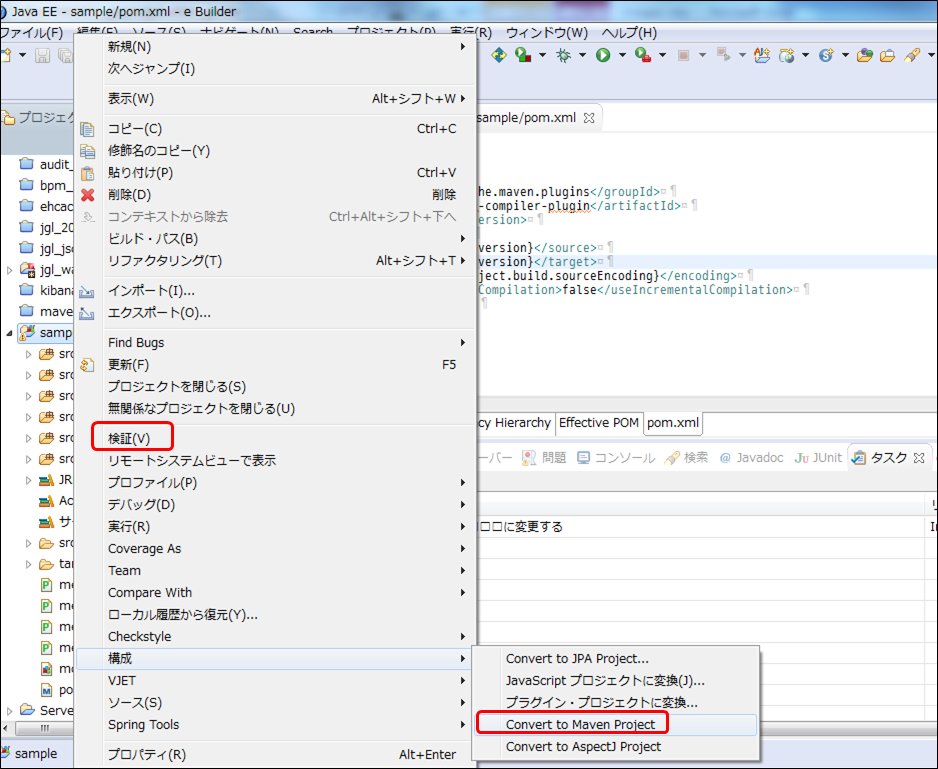 Java EE - sample/pom.xml - e Builder
ファイル(F) 編集(E) ソース(S) ナビゲート(N) Search プロジェクト(P) 実行(R) ウィンドウ(W) ヘルプ(H)
新規(N)
次へジャンプ(I)
表示(W) Alt+シフト+W
コピー(C) Ctrl+C
修飾名のコピー(Y)
貼り付け(P) Ctrl+V
削除(D) 削除
コンテキストから除去 Ctrl+Alt+シフト+下へ
ビルド・パス(B)
リファクタリング(T) Alt+シフト+T
インポート(I)...
エクスポート(O)...
Find Bugs
更新(F) F5
プロジェクトを閉じる(S)
無関係なプロジェクトを閉じる(U)
検証(V)
リモートシステムビューで表示
プロファイル(P)
デバッグ(D)
実行(R)
Coverage As
Team
Compare With
ローカル履歴から復元(Y)...
Checkstyle
構成
VJET
ソース(S)
Spring Tools
プロパティ(R) Alt+Enter
Convert to JPA Project...
JavaScript プロジェクトに変換(J)...
プラグイン・プロジェクトに変換...
Convert to Maven Project
Convert to AspectJ Project
プロジェク
audit_
bpm_
ehcac
jgl_20
jgl_jso
jgl_wa
kibana
mave
samp
src
src
src
src
src
src
JR
Ac
サ
src
tar
me
me
me
me
mo
po
Serve
sample
sample/pom.xml
he.maven.plugins</groupId>
-compiler-plugin</artifactId>
ersion>
version}</source>
version}</target>
ject.build.sourceEncoding}</encoding>
Compilation>false</useIncrementalCompilation>
cy Hierarchy Effective POM pom.xml
ーバー 問題 コンソール 検索 Javadoc JUnit タスク
□□に変更する